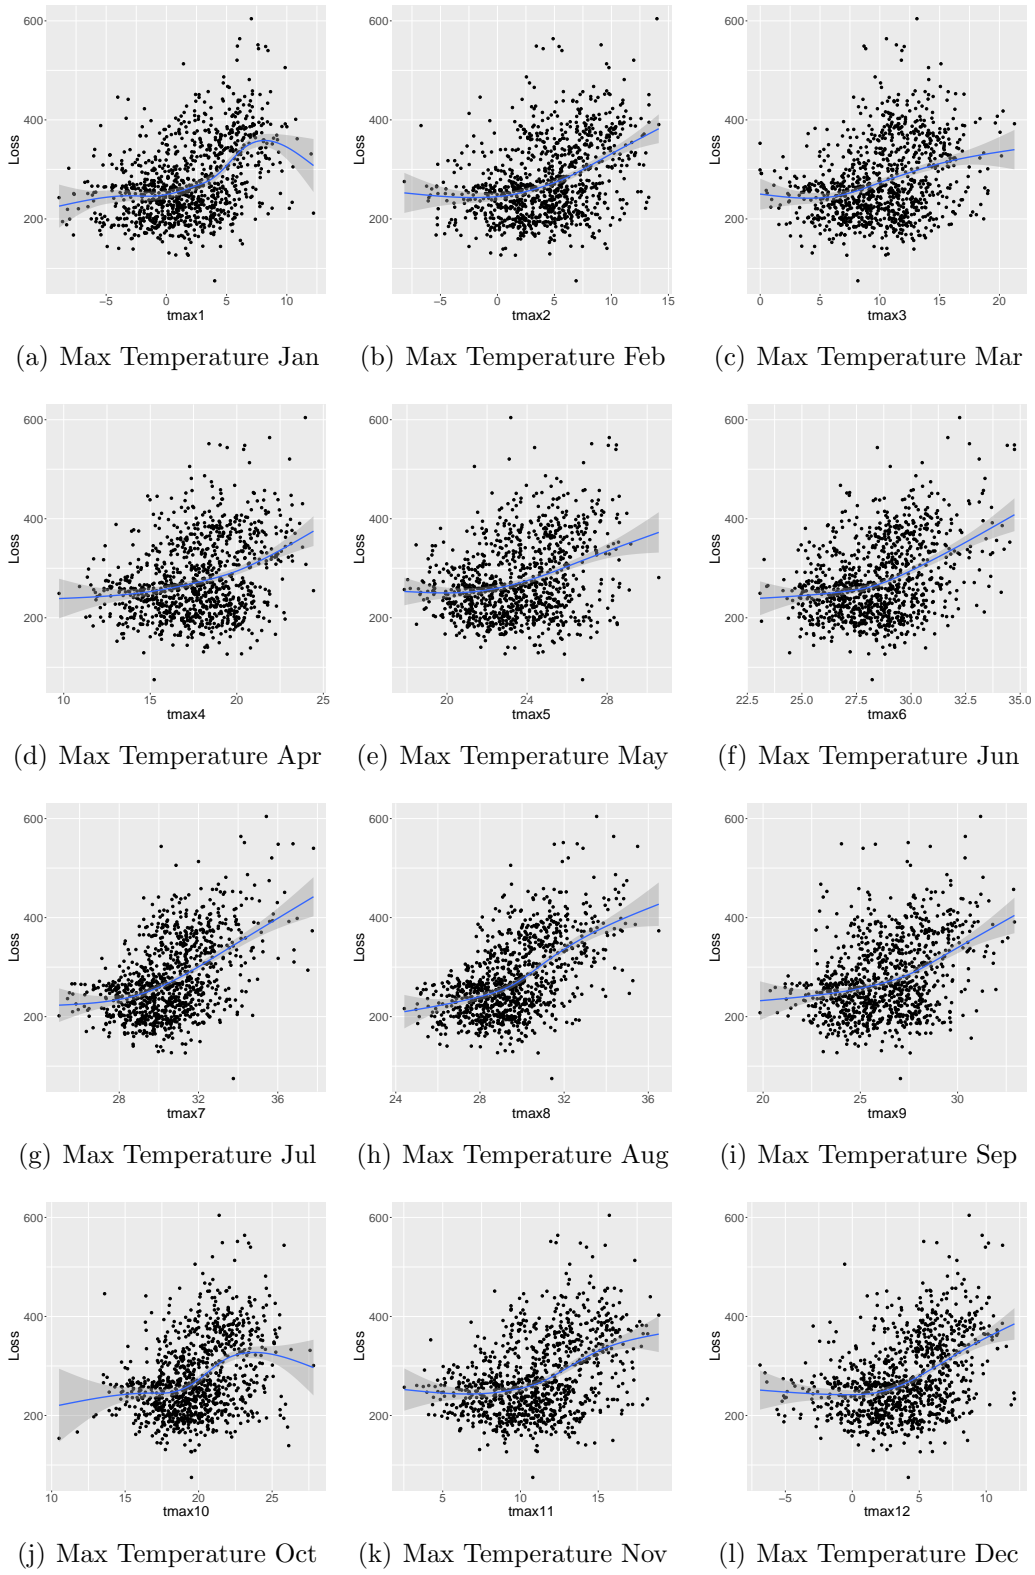 600
400
200
Loss
−5 0 5 10
tmax1
600
400
200
Loss
−5 0 5 10 15
tmax2
600
400
200
Loss
0 5 10 15 20
tmax3
(a) Max Temperature Jan
(b) Max Temperature Feb
(c) Max Temperature Mar
600
400
200
Loss
10 15 20 25
tmax4
600
400
200
Loss
20 24 28
tmax5
600
400
200
Loss
22.5 25.0 27.5 30.0 32.5 35.0
tmax6
(d) Max Temperature Apr
(e) Max Temperature May
(f) Max Temperature Jun
600
400
200
Loss
28 32 36
tmax7
600
400
200
Loss
24 28 32 36
tmax8
600
400
200
Loss
20 25 30
tmax9
(g) Max Temperature Jul
(h) Max Temperature Aug
(i) Max Temperature Sep
600
400
200
Loss
10 15 20 25
tmax10
600
400
200
Loss
5 10 15
tmax11
600
400
200
Loss
−5 0 5 10
tmax12
(j) Max Temperature Oct
(k) Max Temperature Nov
(l) Max Temperature Dec